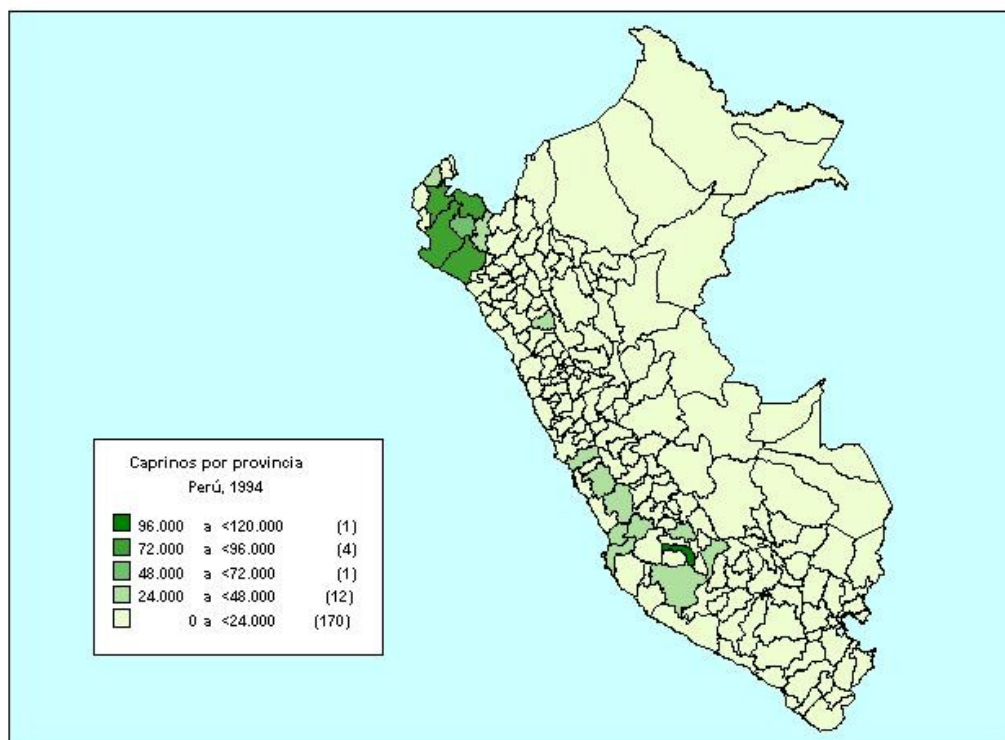 Caprinos por provincia
Perú, 1994
96.000 a <120.000 (1)
72.000 a <96.000 (4)
48.000 a <72.000 (1)
24.000 a <48.000 (12)
0 a <24.000 (170)